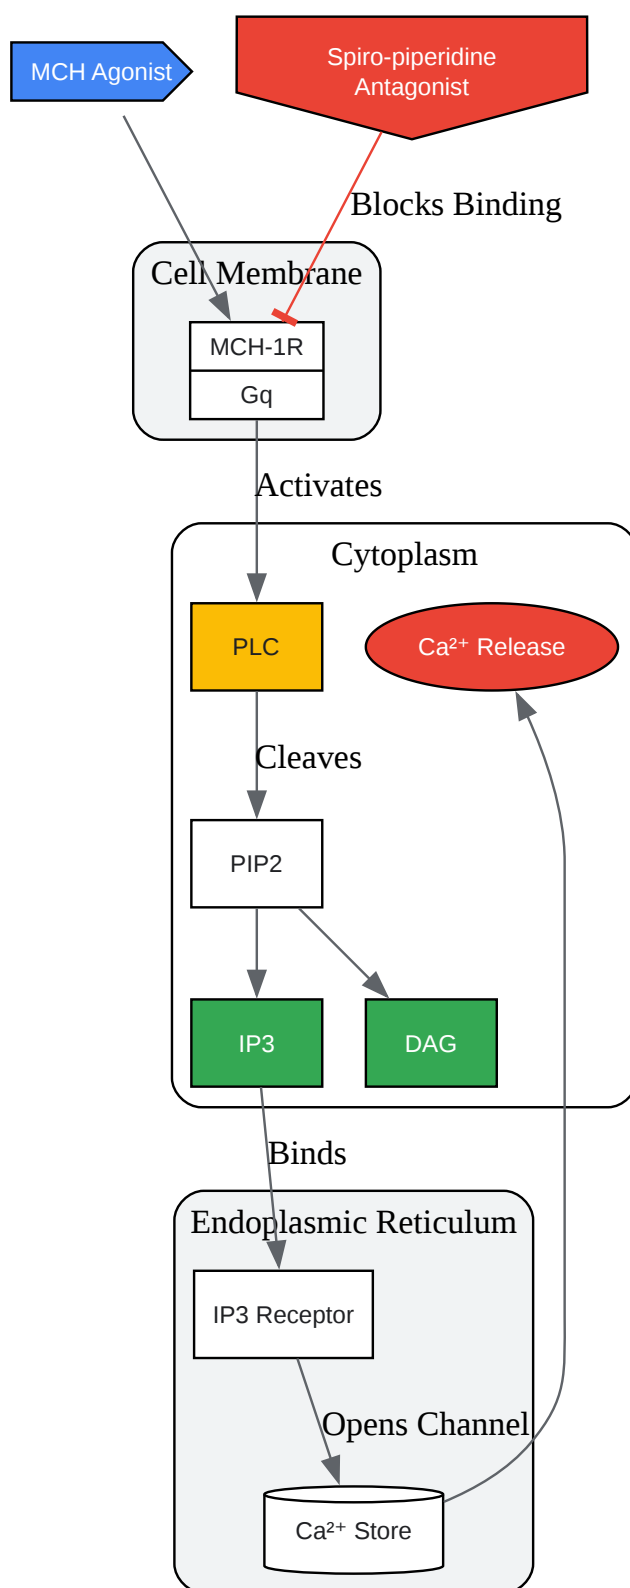 MCH Agonist
Spiro-piperidine
Antagonist
Blocks Binding
Cell Membrane
MCH-1R
Gq
Activates
Cytoplasm
PLC
Ca²⁺ Release
Cleaves
PIP2
IP3
DAG
Binds
Endoplasmic Reticulum
IP3 Receptor
Opens Channel
Ca²⁺ Store